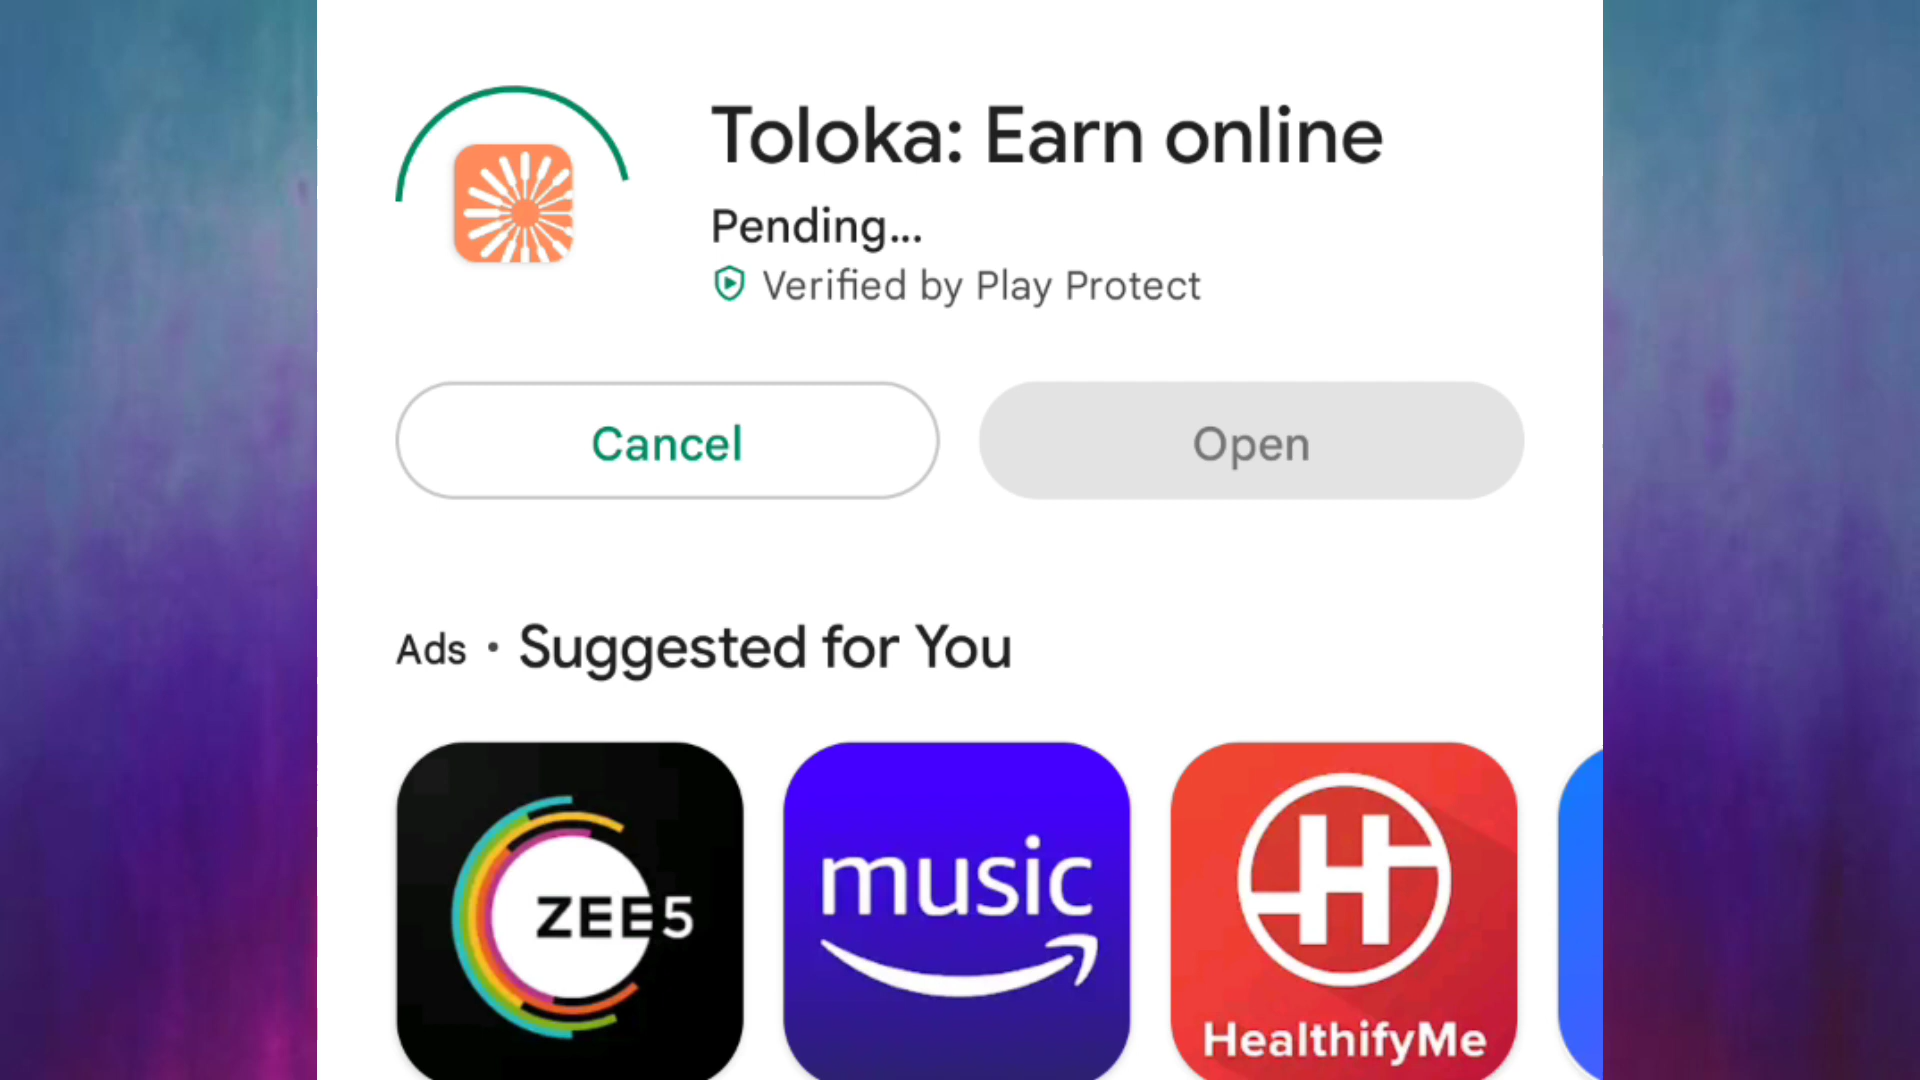 Toloka: Earn online
Pending...
Verified by Play Protect
Cancel
Open
Ads • Suggested for You
ZEE5
music
H
HealthifyMe